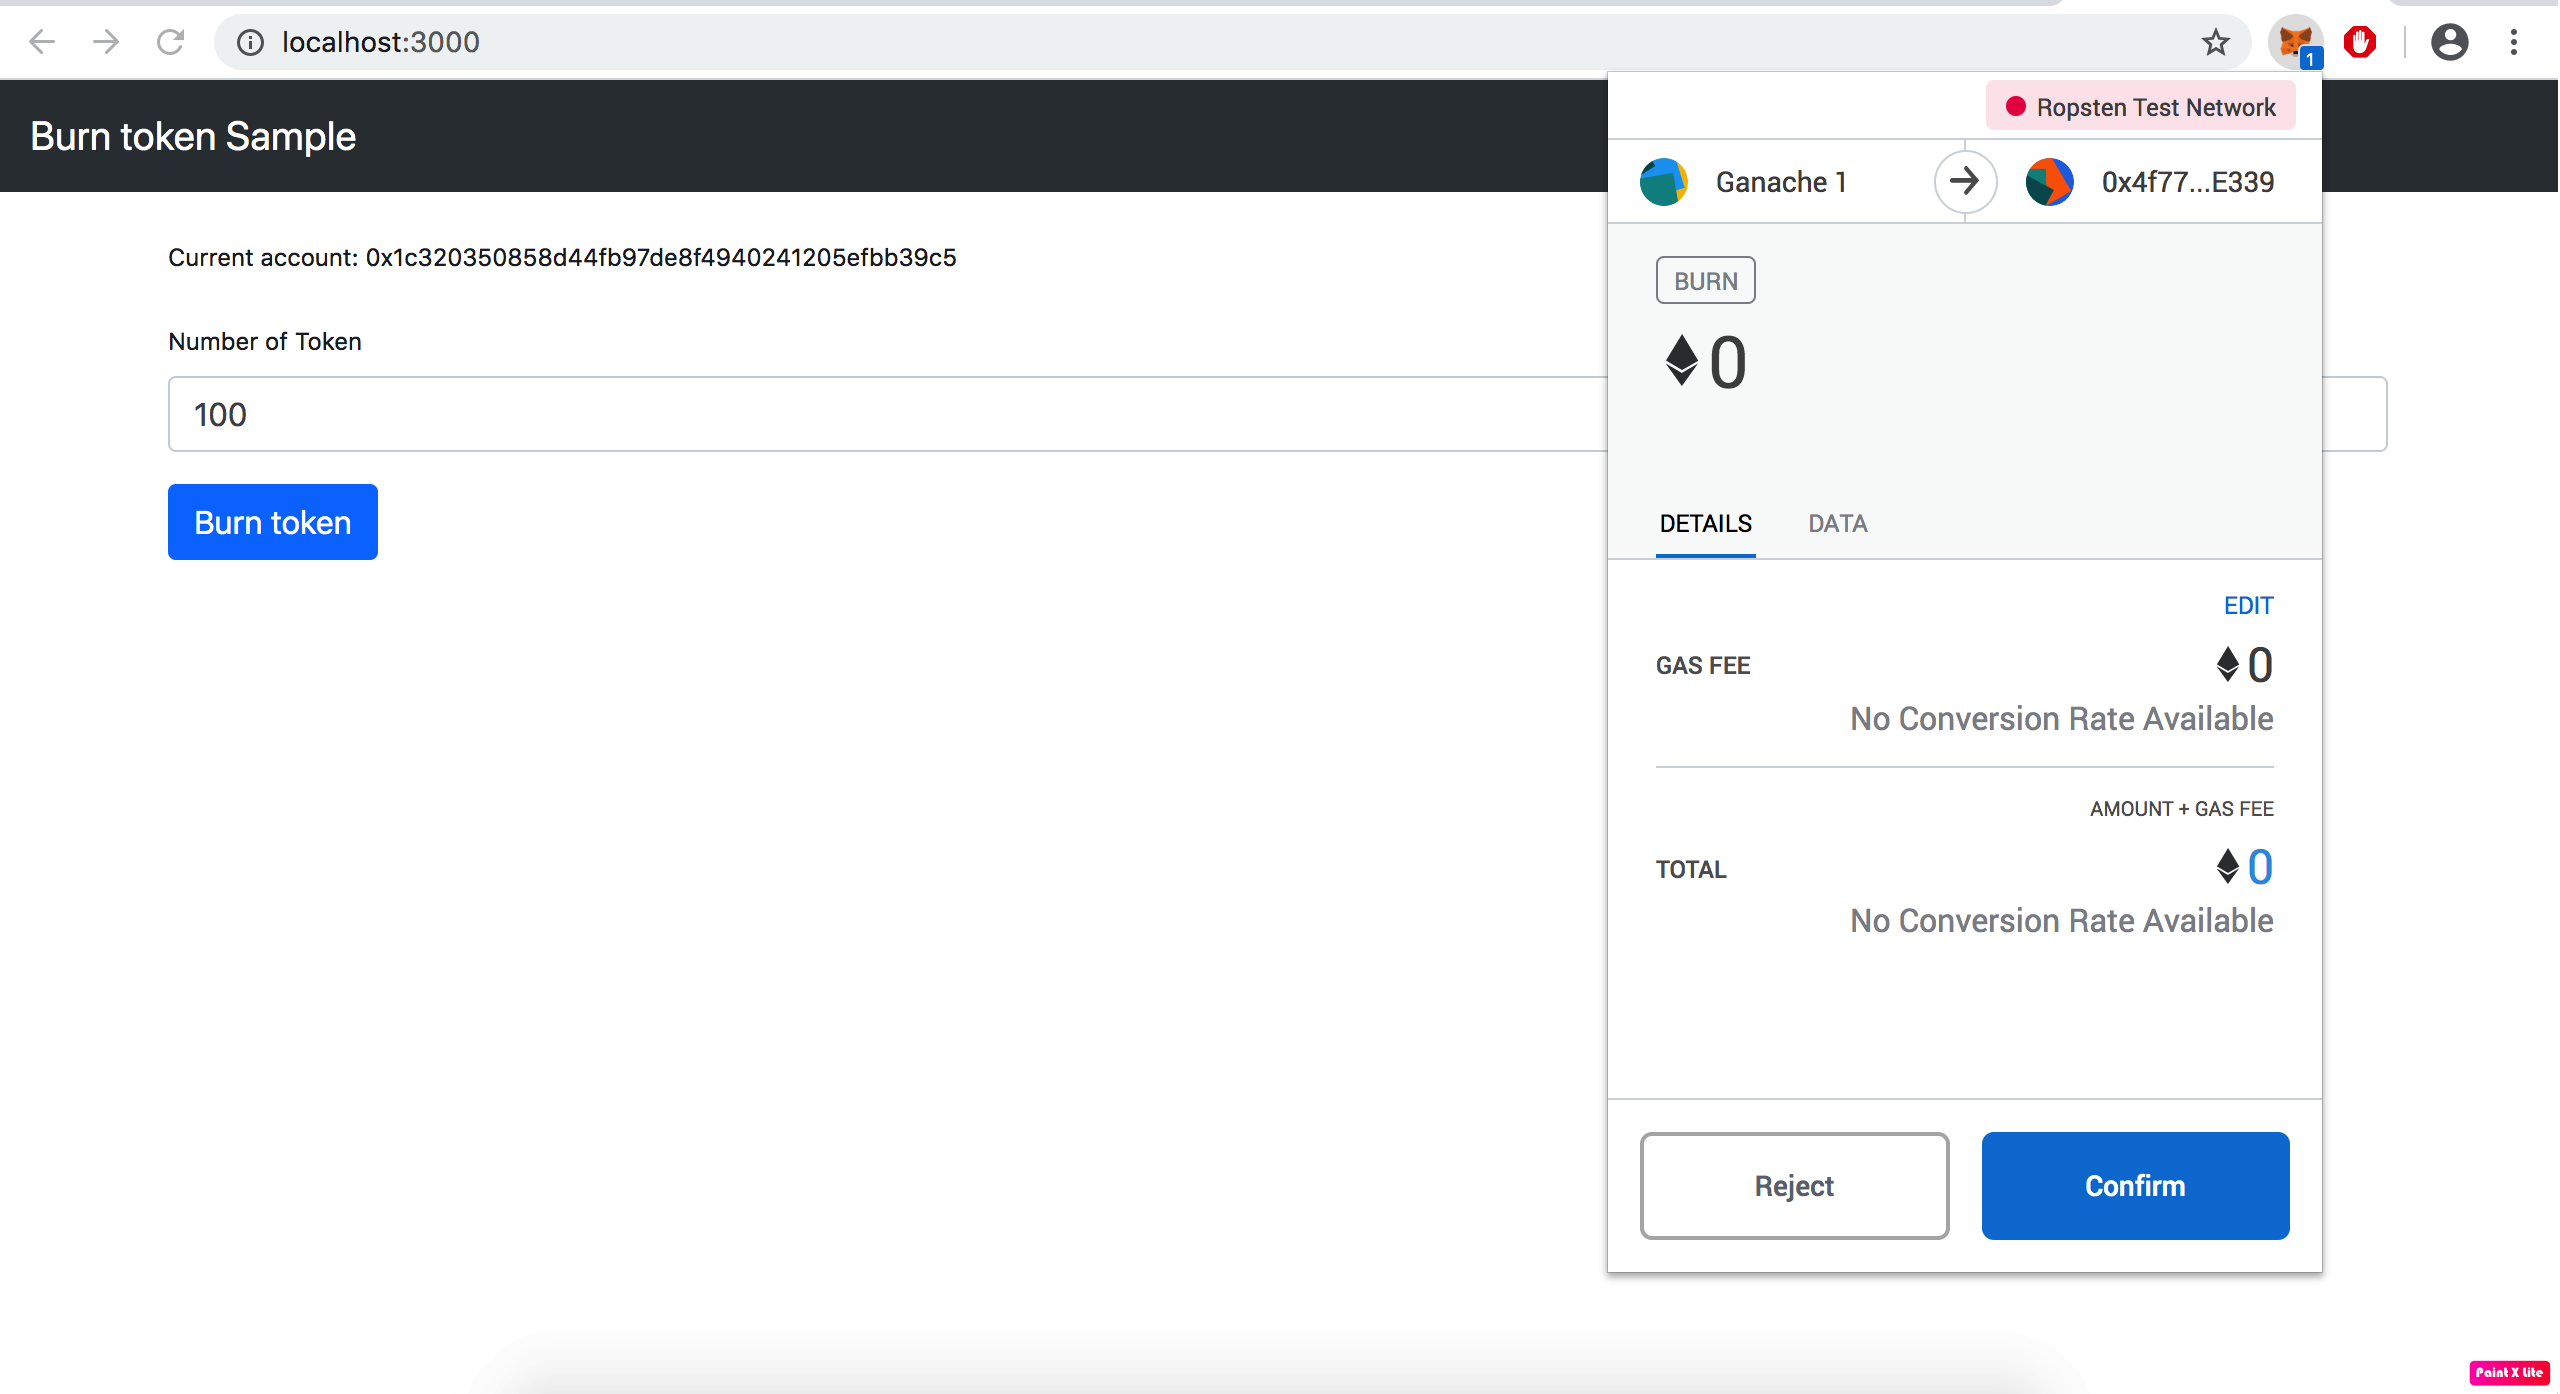 localhost:3000
1
Burn token Sample
Ropsten Test Network
Ganache 1
0x4f77...E339
Current account: 0x1c320350858d44fb97de8f4940241205efbb39c5
BURN
0
Number of Token
100
Burn token
DETAILS
DATA
EDIT
GAS FEE
0
No Conversion Rate Available
AMOUNT + GAS FEE
TOTAL
0
No Conversion Rate Available
Reject
Confirm
Paint X Lite